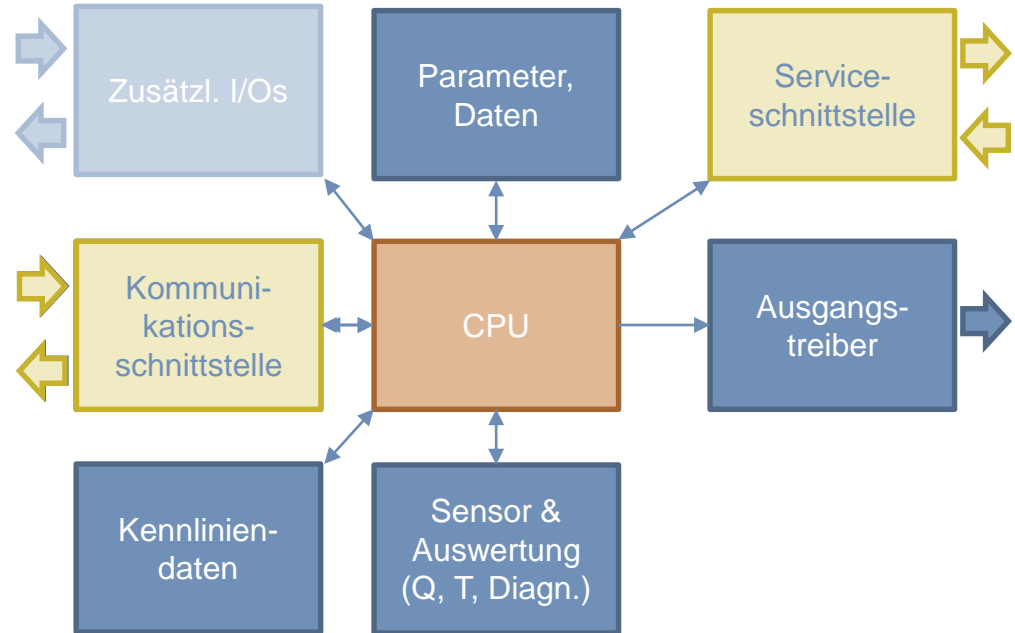 Zusätzl. I/Os
Parameter,
Daten
Service-
schnittstelle
Kommuni-
kations-
schnittstelle
CPU
Ausgangs-
treiber
Kennlinien-
daten
Sensor &
Auswertung
(Q, T, Diagn.)